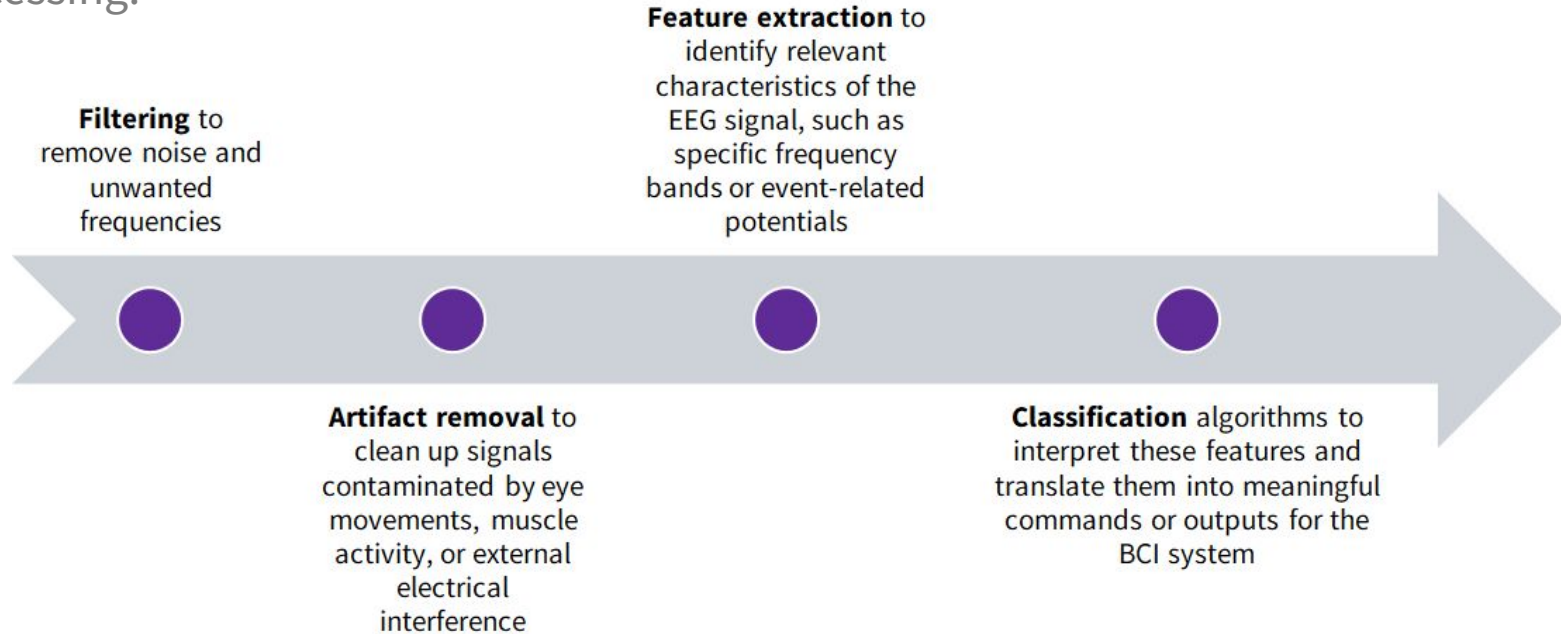 Filtering to
remove noise and
unwanted
frequencies
Artifact removal to
clean up signals
contaminated by eye
movements, muscle
activity, or external
electrical
interference
Feature extraction to
identify relevant
characteristics of the
EEG signal, such as
specific frequency
bands or event-related
potentials
Classification algorithms to
interpret these features and
translate them into meaningful
commands or outputs for the
BCI system